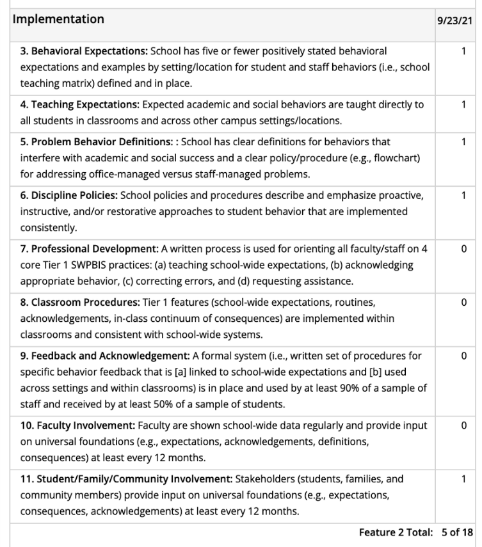 Implementation 9/23/21
3. Behavioral Expectations: School has five or fewer positively stated behavioral 1
expectations and examples by setting/location for student and staff behaviors (i.e., school
teaching matrix) defined and in place.
4. Teaching Expectations: Expected academic and social behaviors are taught directly to 1
all students in classrooms and across other campus settings/locations.
5. Problem Behavior Definitions: : School has clear definitions for behaviors that 1
interfere with academic and social success and a clear policy/procedure (e.g., flowchart)
for addressing office-managed versus staff-managed problems.
6. Discipline Policies: School policies and procedures describe and emphasize proactive, 1
instructive, and/or restorative approaches to student behavior that are implemented
consistently.
7. Professional Development: A written process is used for orienting all faculty/staff on 4 0
core Tier 1 SWPBIS practices: (a) teaching school-wide expectations, (b) acknowledging
appropriate behavior, (c) correcting errors, and (d) requesting assistance.
8. Classroom Procedures: Tier 1 features (school-wide expectations, routines, 0
acknowledgements, in-class continuum of consequences) are implemented within
classrooms and consistent with school-wide systems.
9. Feedback and Acknowledgement: A formal system (i.e., written set of procedures for 0
specific behavior feedback that is [a] linked to school-wide expectations and [b] used
across settings and within classrooms) is in place and used by at least 90% of a sample of
staff and received by at least 50% of a sample of students.
10. Faculty Involvement: Faculty are shown school-wide data regularly and provide input 0
on universal foundations (e.g., expectations, acknowledgements, definitions,
consequences) at least every 12 months.
11. Student/Family/Community Involvement: Stakeholders (students, families, and 1
community members) provide input on universal foundations (e.g., expectations,
consequences, acknowledgements) at least every 12 months.
Feature 2 Total: 5 of 18